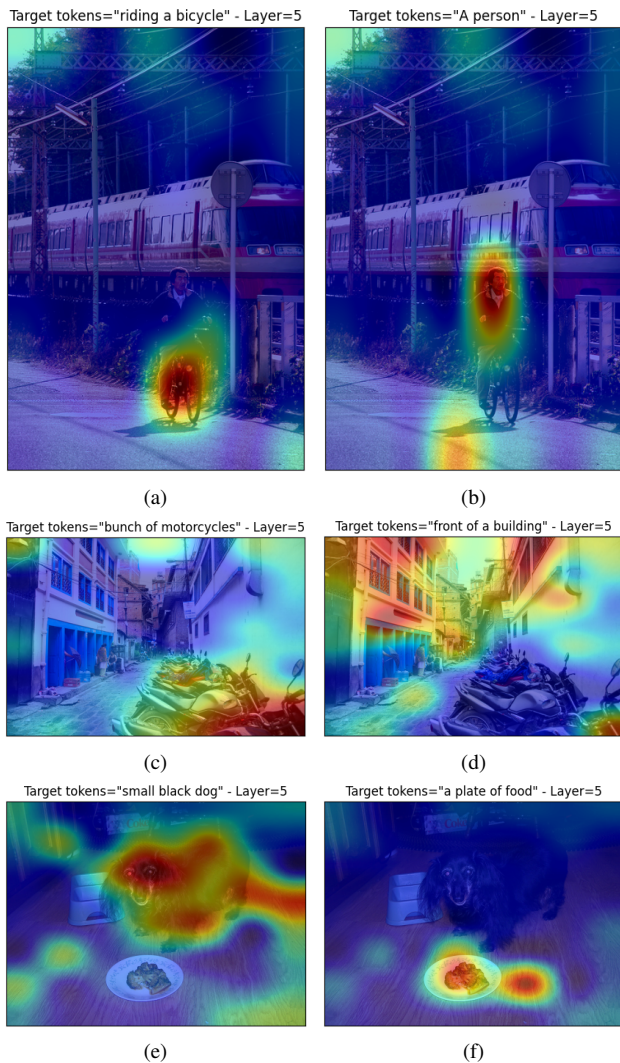 Target tokens="riding a bicycle" - Layer=5
Target tokens="A person" - Layer=5
(a)
(b)
Target tokens="bunch of motorcycles" - Layer=5
Target tokens="front of a building" - Layer=5
(c)
(d)
Target tokens="small black dog" - Layer=5
Target tokens="a plate of food" - Layer=5
(e)
(f)